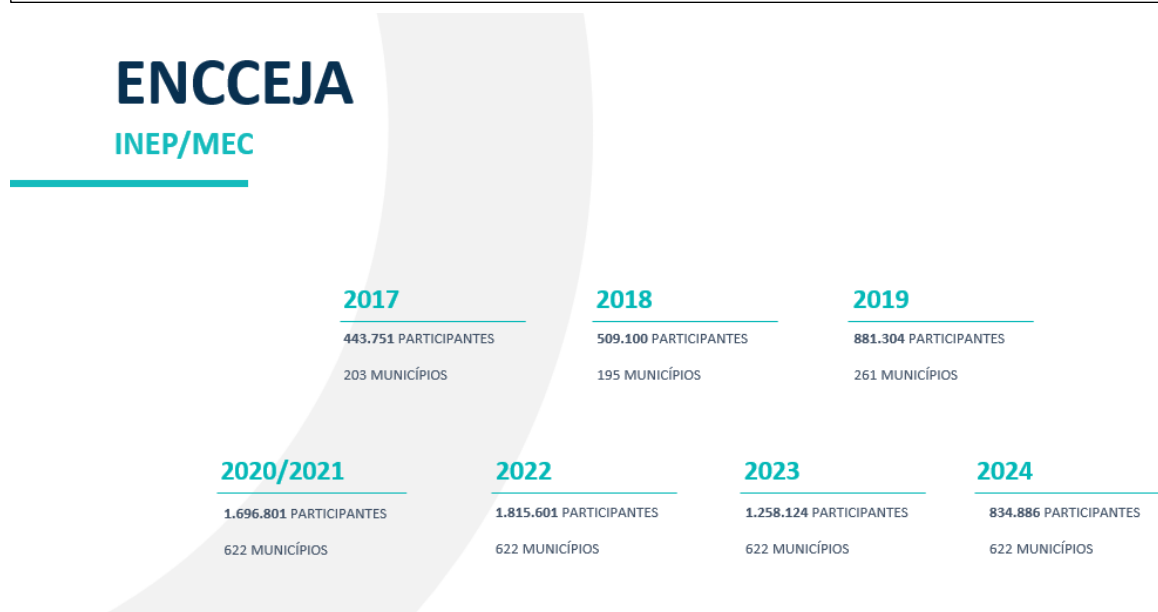 ENCCEJA
INEP/MEC
2017
443.751 PARTICIPANTES
203 MUNICÍPIOS
2018
509.100 PARTICIPANTES
195 MUNICÍPIOS
2019
881.304 PARTICIPANTES
261 MUNICÍPIOS
2020/2021
1.696.801 PARTICIPANTES
622 MUNICÍPIOS
2022
1.815.601 PARTICIPANTES
622 MUNICÍPIOS
2023
1.258.124 PARTICIPANTES
622 MUNICÍPIOS
2024
834.886 PARTICIPANTES
622 MUNICÍPIOS